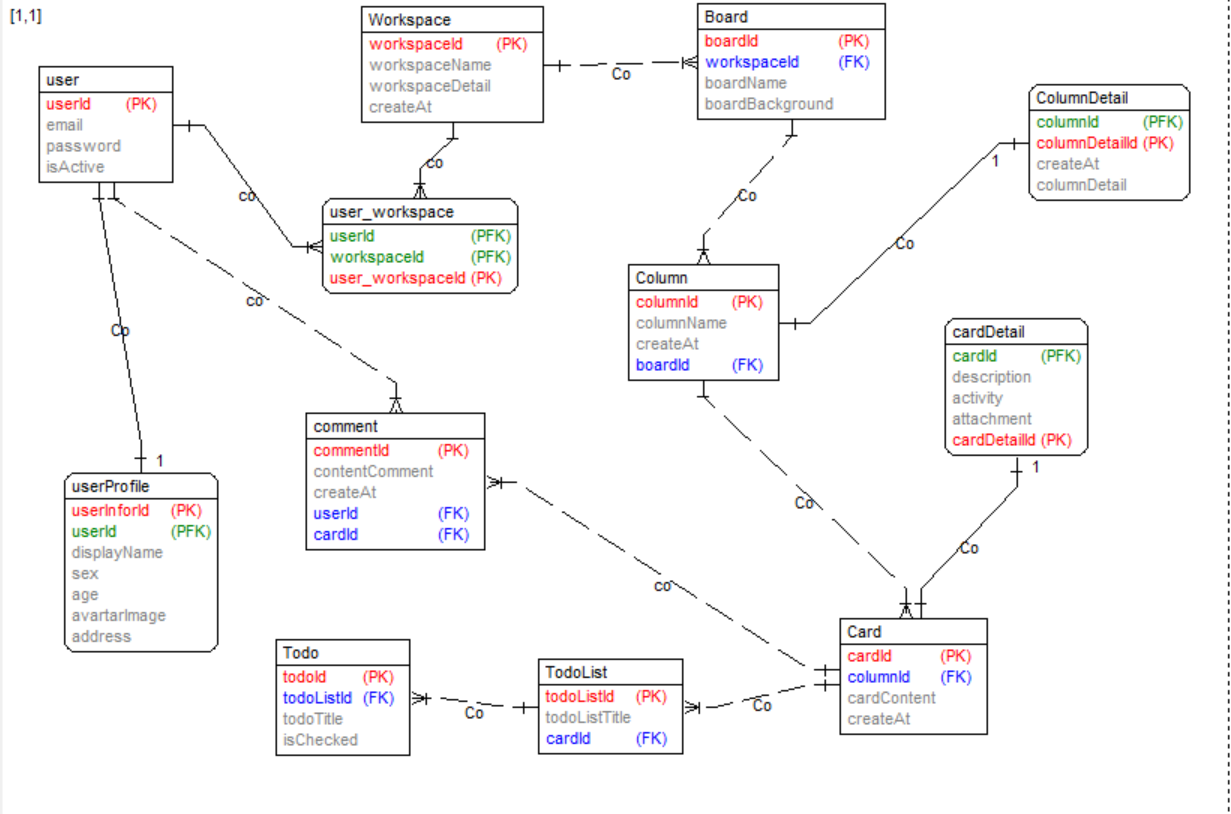 [1,1]
Workspace
workspaceId (PK)
workspaceName
workspaceDetail
createAt
Board
boardId (PK)
workspaceId (FK)
boardName
boardBackground
Co
user
userId (PK)
email
password
isActive
ColumnDetail
columnId (PFK)
columnDetailId (PK)
createAt
columnDetail
1
co
co
Co
user_workspace
userId (PFK)
workspaceId (PFK)
user_workspaceId (PK)
Co
Column
columnId (PK)
columnName
createAt
boardId (FK)
co
Co
cardDetail
cardId (PFK)
description
activity
attachment
cardDetailId (PK)
1
comment
commentId (PK)
contentComment
createAt
userId (FK)
cardId (FK)
1
userProfile
userInforId (PK)
userId (PFK)
displayName
sex
age
avartarImage
address
Co
Co
co
Card
cardId (PK)
columnId (FK)
cardContent
createAt
Todo
todoId (PK)
todoListId (FK)
todoTitle
isChecked
Co
TodoList
todoListId (PK)
todoListTitle
cardId (FK)
Co